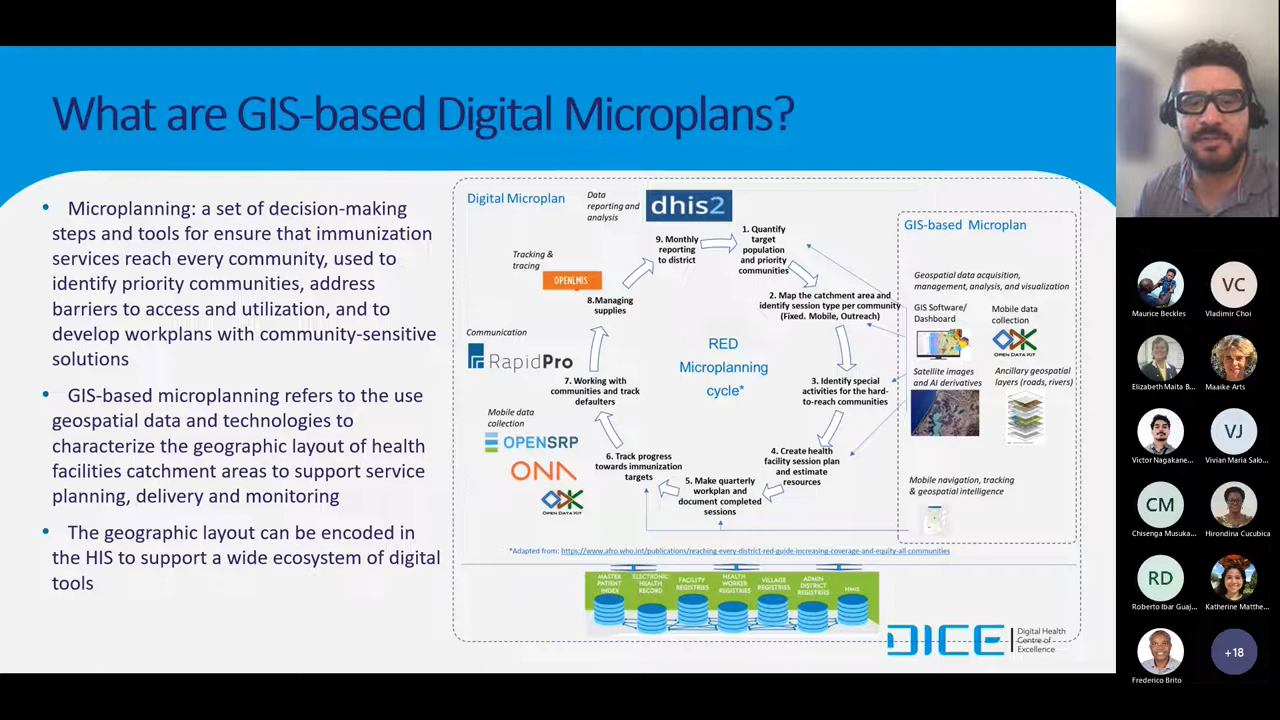 What are GIS-based Digital Microplans?
Microplanning: a set of decision-making
steps and tools for ensure that immunization
services reach every community, used to
identify priority communities, address
barriers to access and utilization, and to
develop workplans with community-sensitive
solutions
GIS-based microplanning refers to the use
geospatial data and technologies to
characterize the geographic layout of health
facilities catchment areas to support service
planning, delivery and monitoring
The geographic layout can be encoded in
the HIS to support a wide ecosystem of digital
tools
Digital Microplan
Data
reporting and
analysis
dhis2
Tracking &
tracing
OPENLMIS
Communication
RapidPro
Mobile data
collection
OPENSRP
ONA
OPEN DATA KIT
RED
Microplanning
cycle*
1. Quantify
target
population
and priority
communities
2. Map the catchment area and
identify session type per community
(Fixed. Mobile, Outreach)
3. Identify special
activities for the hard-
to-reach communities
4. Create health
facility session plan
and estimate
resources
5. Make quarterly
workplan and
document completed
sessions
6. Track progress
towards immunization
targets
7. Working with
communities and track
defaulters
8.Managing
supplies
9. Monthly
reporting
to district
GIS-based Microplan
Geospatial data acquisition,
management, analysis, and visualization
GIS Software/
Dashboard
Mobile data
collection
OPEN DATA KIT
Satellite images
and AI derivatives
Ancillary geospatial
layers (roads, rivers)
Mobile navigation, tracking
& geospatial intelligence
*Adapted from: https://www.afro.who.int/publications/reaching-every-district-red-guide-increasing-coverage-and-equity-all-communities
MASTER
PATIENT
INDEX
ELECTRONIC
HEALTH
RECORD
FACILITY
REGISTRIES
HEALTH
WORKER
REGISTRIES
VILLAGE
REGISTRIES
ADMIN
DISTRICT
REGISTRIES
HMIS
DICE
Digital Health
Centre of
Excellence
Maurice Beckles
VC
Vladimir Choi
Elizabeth Maita B...
Maaike Arts
Victor Nagakane...
VJ
Vivian Maria Salo...
CM
Chisenga Musuka...
Hirondina Cucubica
RD
Roberto Ibar Guaj...
Katherine Matthe...
Frederico Brito
+18